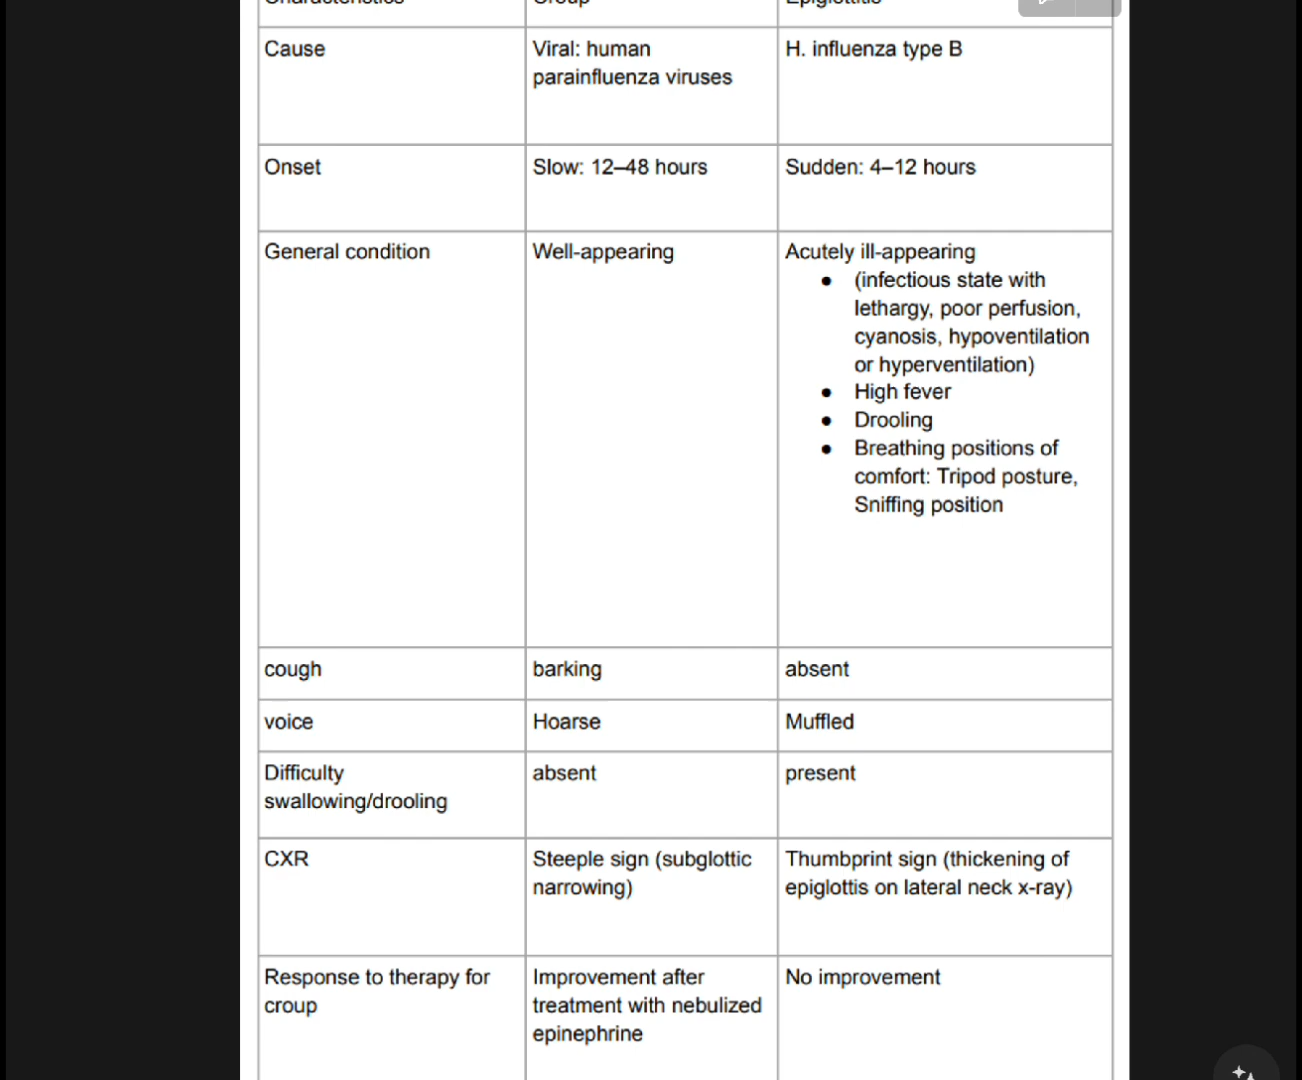 Characteristics Croup Epiglottitis
Cause
Viral: human
parainfluenza viruses
H. influenza type B
Onset
Slow: 12–48 hours
Sudden: 4–12 hours
General condition
Well-appearing
Acutely ill-appearing
● (infectious state with
lethargy, poor perfusion,
cyanosis, hypoventilation
or hyperventilation)
● High fever
● Drooling
● Breathing positions of
comfort: Tripod posture,
Sniffing position
cough
barking
absent
voice
Hoarse
Muffled
Difficulty
swallowing/drooling
absent
present
CXR
Steeple sign (subglottic
narrowing)
Thumbprint sign (thickening of
epiglottis on lateral neck x-ray)
Response to therapy for
croup
Improvement after
treatment with nebulized
epinephrine
No improvement